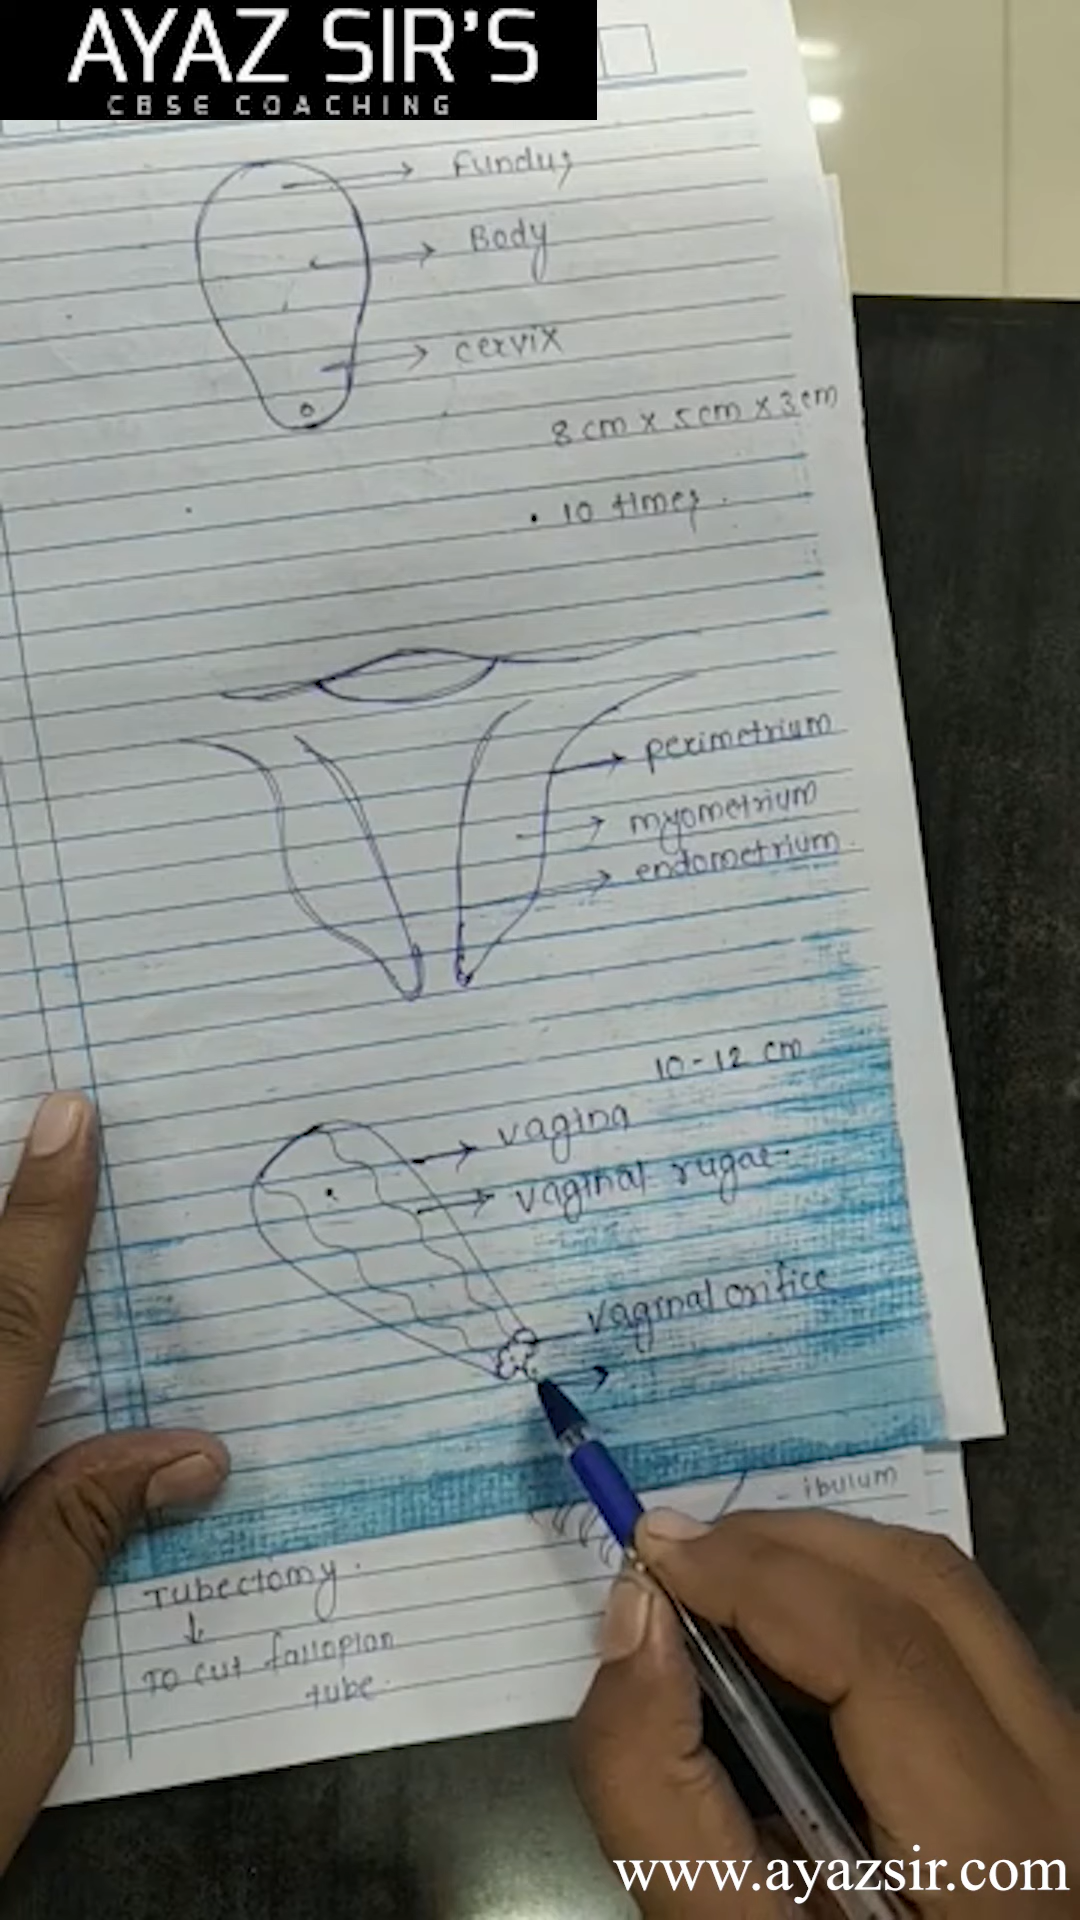 AYAZ SIR'S
CBSE COACHING
Fundus
Body
cervix
8 cm x 5 cm x 3 cm
• 10 times.
perimetrium
myometrium
endometrium.
10-12 cm
vagina
vaginal rugae
vaginal orifice
- ibulum
Tubectomy.
To cut fallopian
tube.
www.ayazsir.com